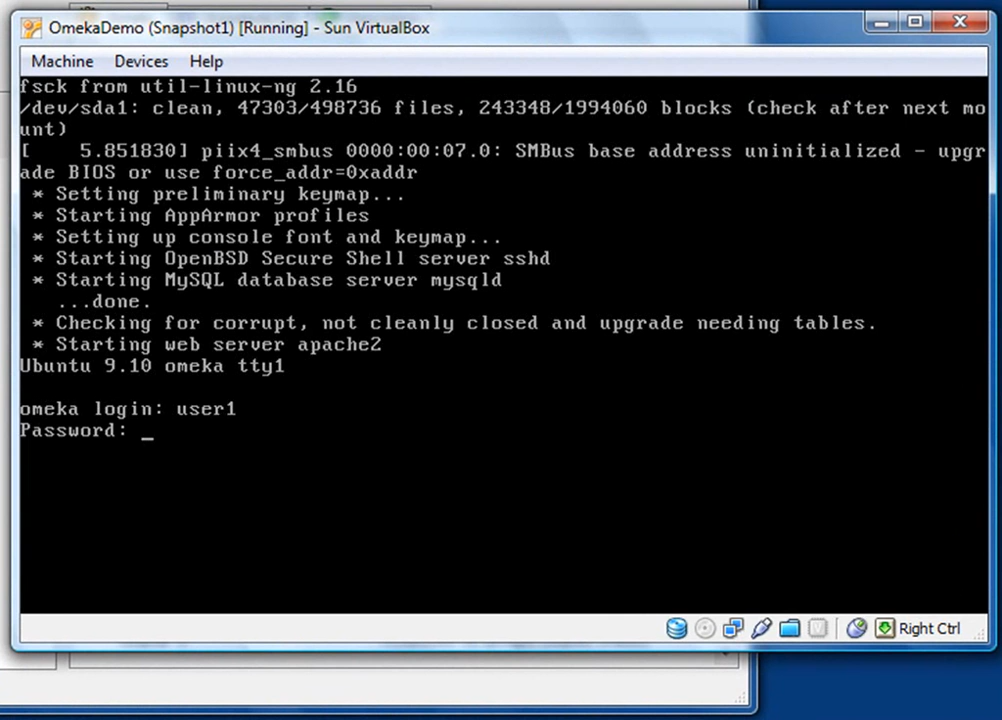 OmekaDemo (Snapshot1) [Running] - Sun VirtualBox
Machine Devices Help
fsck from util-linux-ng 2.16
/dev/sda1: clean, 47303/498736 files, 243348/1994060 blocks (check after next mo
unt)
[    5.851830] piix4_smbus 0000:00:07.0: SMBus base address uninitialized - upgr
ade BIOS or use force_addr=0xaddr
 * Setting preliminary keymap...
 * Starting AppArmor profiles
 * Setting up console font and keymap...
 * Starting OpenBSD Secure Shell server sshd
 * Starting MySQL database server mysqld
   ...done.
 * Checking for corrupt, not cleanly closed and upgrade needing tables.
 * Starting web server apache2
Ubuntu 9.10 omeka tty1
omeka login: user1
Password: _
Right Ctrl